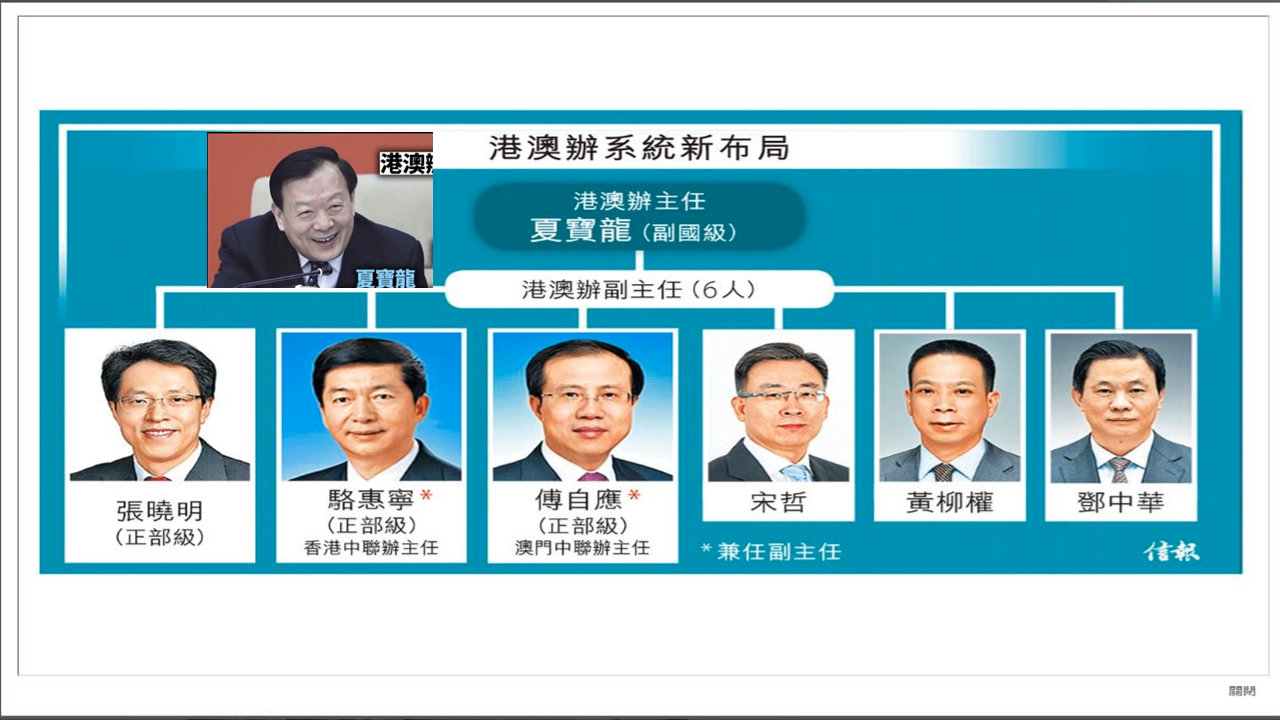 港澳辦系統新布局
港澳辦
夏寶龍
港澳辦主任
夏寶龍(副國級)
港澳辦副主任(6人)
張曉明
(正部級)
駱惠寧*
(正部級)
香港中聯辦主任
傅自應*
(正部級)
澳門中聯辦主任
宋哲
黃柳權
鄧中華
*兼任副主任
信報
關閉